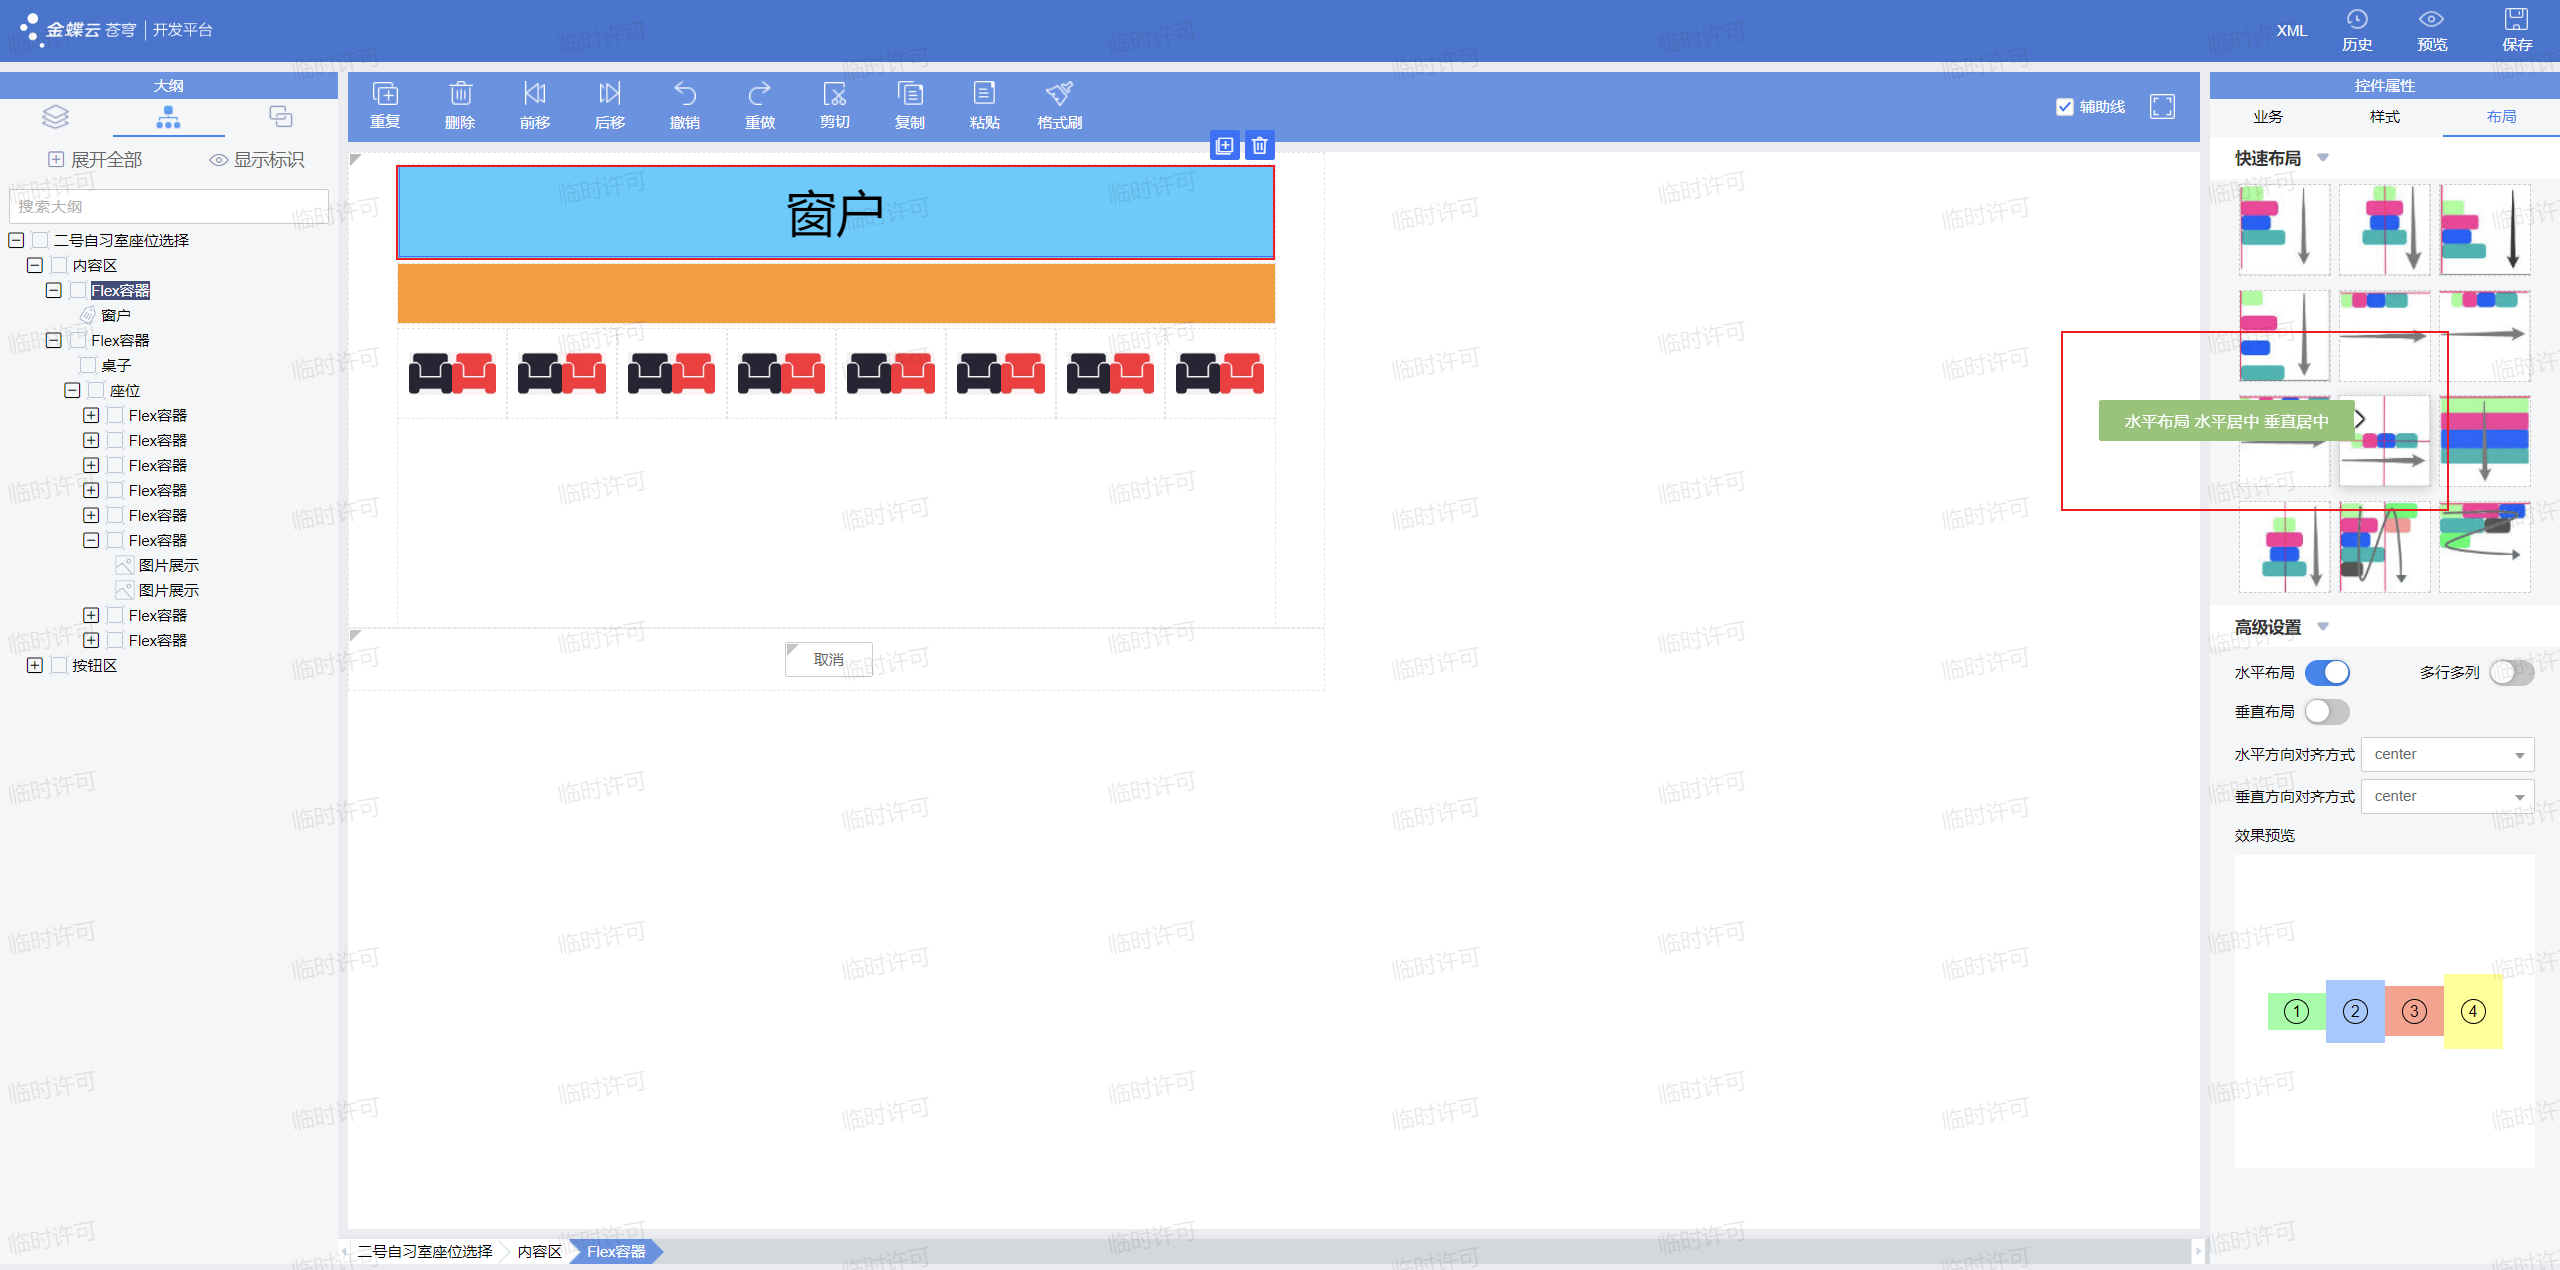 金蝶云 苍穹 | 开发平台
XML
历史
预览
保存
大纲
展开全部
显示标识
搜索大纲
二号自习室座位选择
内容区
Flex容器
窗户
Flex容器
桌子
座位
Flex容器
Flex容器
Flex容器
Flex容器
Flex容器
Flex容器
图片展示
图片展示
Flex容器
Flex容器
按钮区
重复
删除
前移
后移
撤销
重做
剪切
复制
粘贴
格式刷
辅助线
窗户
取消
二号自习室座位选择
内容区
Flex容器
控件属性
业务
样式
布局
快速布局
水平布局 水平居中 垂直居中
高级设置
水平布局
多行多列
垂直布局
水平方向对齐方式
center
垂直方向对齐方式
center
效果预览
1
2
3
4
临时许可